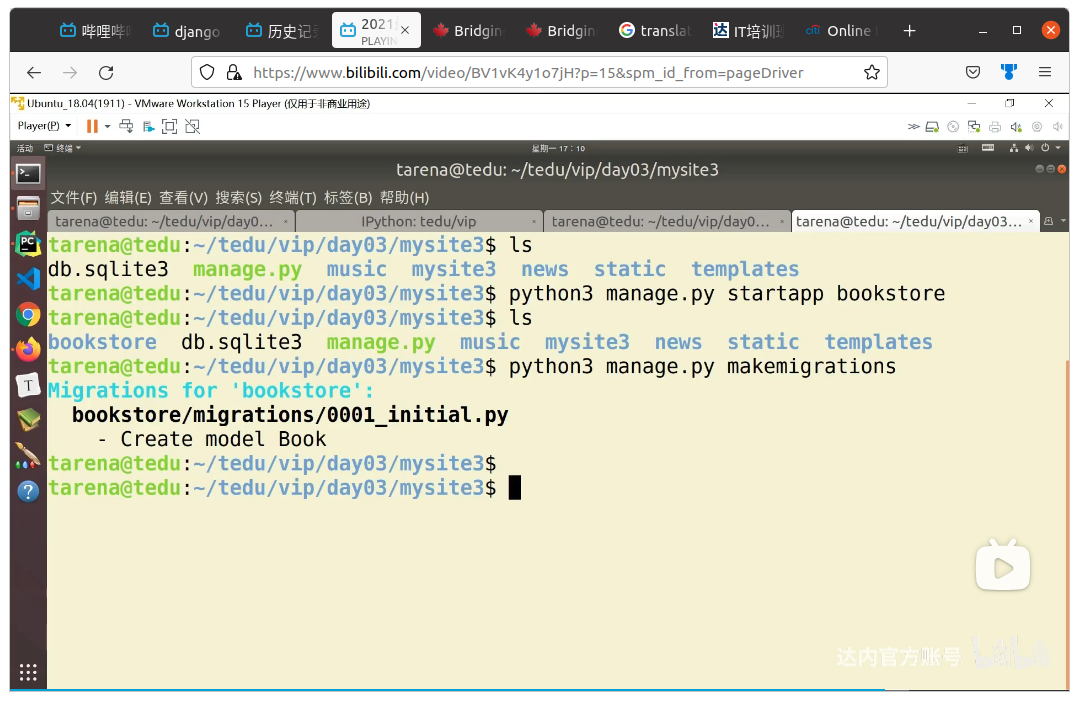 哔哩哔
django
历史记
2021
PLAYIN
Bridgin
Bridgin
translat
IT培训
Online
https://www.bilibili.com/video/BV1vK4y1o7jH?p=15&spm_id_from=pageDriver
Ubuntu_18.04(1911) - VMware Workstation 15 Player (仅用于非商业用途)
Player(P)
活动 终端 星期一 17：10
tarena@tedu: ~/tedu/vip/day03/mysite3
文件(F) 编辑(E) 查看(V) 搜索(S) 终端(T) 标签(B) 帮助(H)
tarena@tedu: ~/tedu/vip/day0... IPython: tedu/vip tarena@tedu: ~/tedu/vip/day0... tarena@tedu: ~/tedu/vip/day03...
tarena@tedu:~/tedu/vip/day03/mysite3$ ls
db.sqlite3 manage.py music mysite3 news static templates
tarena@tedu:~/tedu/vip/day03/mysite3$ python3 manage.py startapp bookstore
tarena@tedu:~/tedu/vip/day03/mysite3$ ls
bookstore db.sqlite3 manage.py music mysite3 news static templates
tarena@tedu:~/tedu/vip/day03/mysite3$ python3 manage.py makemigrations
Migrations for 'bookstore':
bookstore/migrations/0001_initial.py
- Create model Book
tarena@tedu:~/tedu/vip/day03/mysite3$
tarena@tedu:~/tedu/vip/day03/mysite3$
达内官方账号